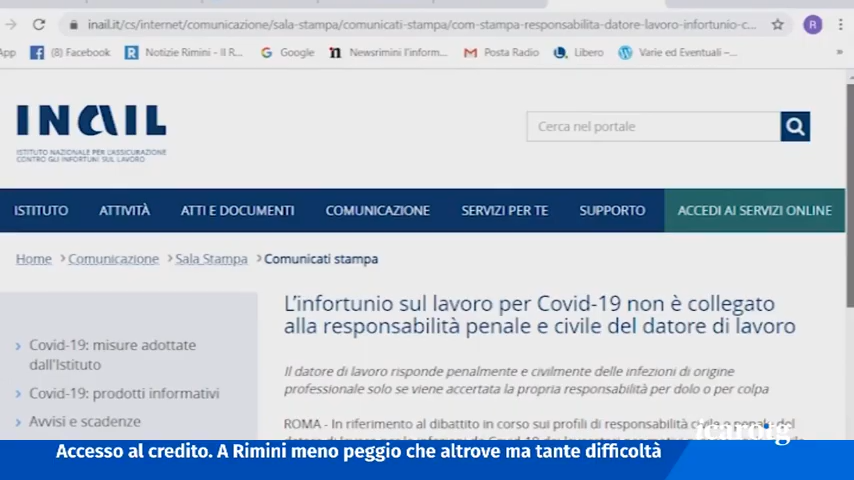 inail.it/cs/internet/comunicazione/sala-stampa/comunicati-stampa/com-stampa-responsabilita-datore-lavoro-infortunio-c...
R
App
(8) Facebook
Notizie Rimini - Il R...
Google
Newsrimini l'inform...
Posta Radio
Libero
Varie ed Eventuali –...
»
INAIL
ISTITUTO NAZIONALE PER L'ASSICURAZIONE
CONTRO GLI INFORTUNI SUL LAVORO
Cerca nel portale
ISTITUTO ATTIVITÀ ATTI E DOCUMENTI COMUNICAZIONE SERVIZI PER TE SUPPORTO ACCEDI AI SERVIZI ONLINE
Home > Comunicazione > Sala Stampa > Comunicati stampa
Covid-19: misure adottate
dall'Istituto
Covid-19: prodotti informativi
Avvisi e scadenze
L'infortunio sul lavoro per Covid-19 non è collegato
alla responsabilità penale e civile del datore di lavoro
Il datore di lavoro risponde penalmente e civilmente delle infezioni di origine
professionale solo se viene accertata la propria responsabilità per dolo o per colpa
ROMA - In riferimento al dibattito in corso sui profili di responsabilità civile e penale del
icarotg
Accesso al credito. A Rimini meno peggio che altrove ma tante difficoltà